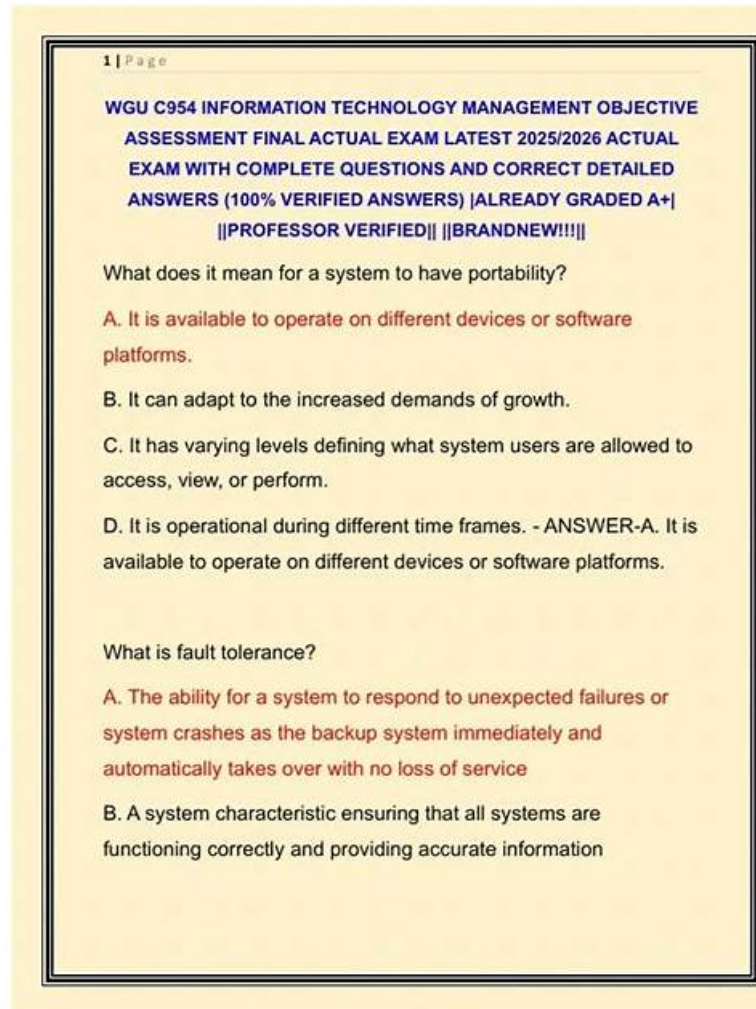 1 | Page
WGU C954 INFORMATION TECHNOLOGY MANAGEMENT OBJECTIVE
ASSESSMENT FINAL ACTUAL EXAM LATEST 2025/2026 ACTUAL
EXAM WITH COMPLETE QUESTIONS AND CORRECT DETAILED
ANSWERS (100% VERIFIED ANSWERS) |ALREADY GRADED A+|
||PROFESSOR VERIFIED|| ||BRANDNEW!!!||
What does it mean for a system to have portability?
A. It is available to operate on different devices or software
platforms.
B. It can adapt to the increased demands of growth.
C. It has varying levels defining what system users are allowed to
access, view, or perform.
D. It is operational during different time frames. - ANSWER-A. It is
available to operate on different devices or software platforms.
What is fault tolerance?
A. The ability for a system to respond to unexpected failures or
system crashes as the backup system immediately and
automatically takes over with no loss of service
B. A system characteristic ensuring that all systems are
functioning correctly and providing accurate information